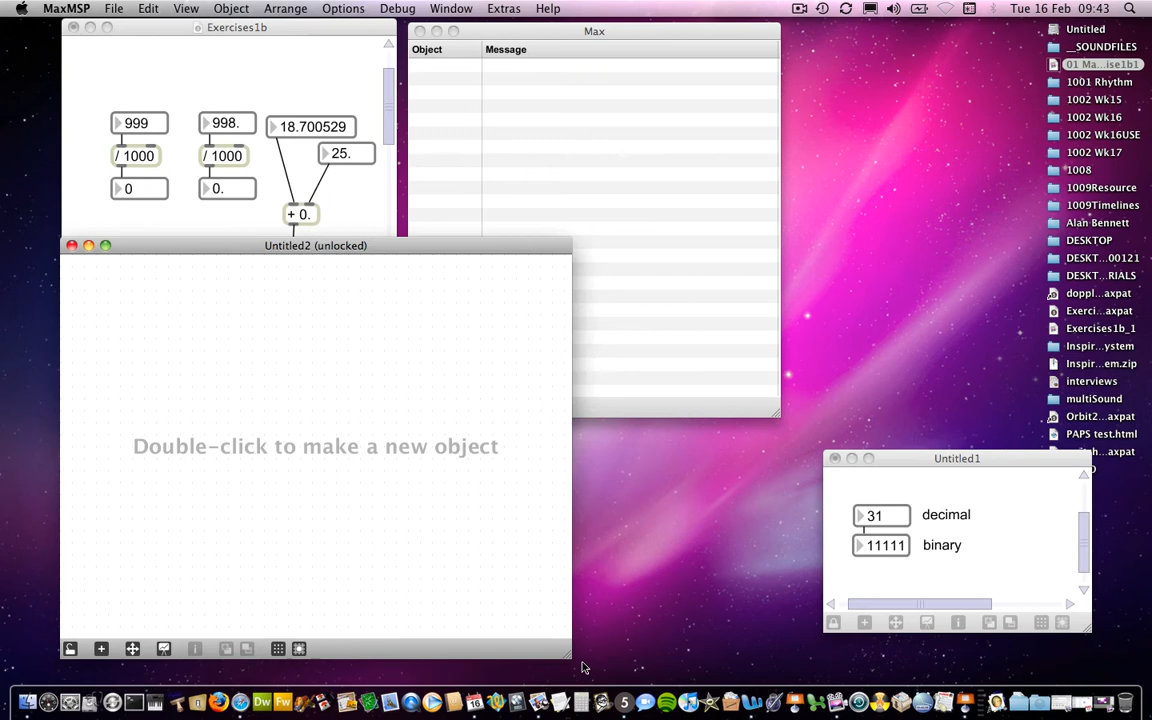 MaxMSP File Edit View Object Arrange Options Debug Window Extras Help Tue 16 Feb 09:43
Exercises1b
999 998. 18.700529
25.
/ 1000 / 1000
0 0.
+ 0.
Max
Object Message
Untitled2 (unlocked)
Double-click to make a new object
Untitled1
31 decimal
11111 binary
Untitled
__SOUNDFILES
01 Ma...ise1b1
1001 Rhythm
1002 Wk15
1002 Wk16
1002 Wk16USE
1002 Wk17
1008
1009Resource
1009Timelines
Alan Bennett
DESKTOP
DESKT...00121
DESKT...RIALS
doppl...axpat
Exerci...axpat
Exercises1b_1
Inspir...ystem
Inspir...em.zip
interviews
multiSound
Orbit2...axpat
PAPS test.html
Dw Fw 16 5